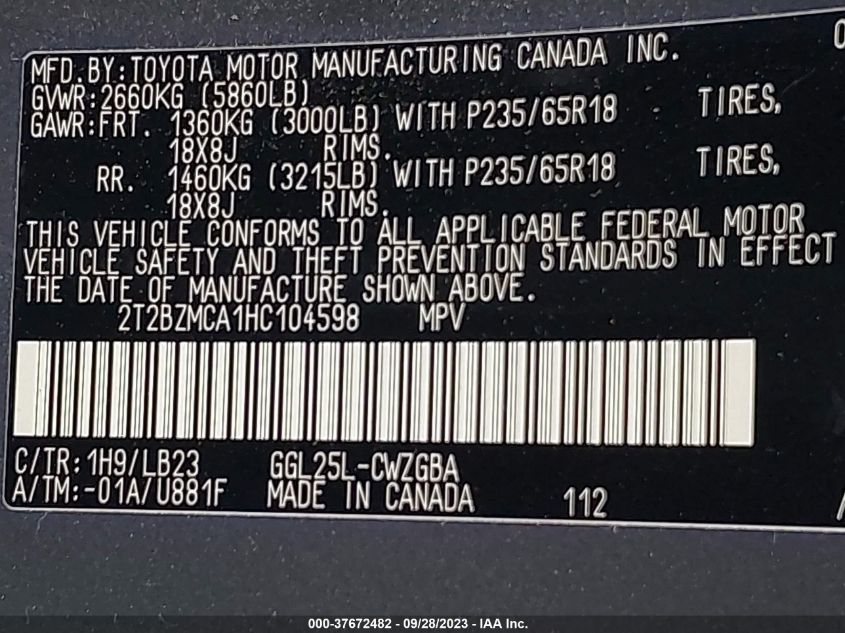 MFD. BY: TOYOTA MOTOR MANUFACTURING CANADA INC.
GVWR: 2660KG (5860LB)
GAWR: FRT. 1360KG (3000LB) WITH P235/65R18 TIRES,
18X8J RIMS.
RR. 1460KG (3215LB) WITH P235/65R18 TIRES,
18X8J RIMS.
THIS VEHICLE CONFORMS TO ALL APPLICABLE FEDERAL MOTOR
VEHICLE SAFETY AND THEFT PREVENTION STANDARDS IN EFFECT
THE DATE OF MANUFACTURE SHOWN ABOVE.
2T2BZMCA1HC104598 MPV
C/TR: 1H9/LB23 GGL25L-CWZGBA
A/TM: -01A/U881F MADE IN CANADA 112
000-37672482 - 09/28/2023 - IAA Inc.